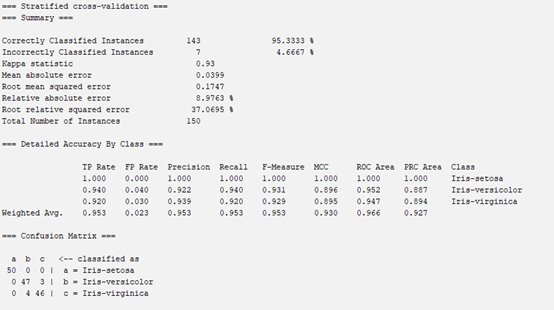 === Stratified cross-validation ===
=== Summary ===
Correctly Classified Instances 143 95.3333 %
Incorrectly Classified Instances 7 4.6667 %
Kappa statistic 0.93
Mean absolute error 0.0399
Root mean squared error 0.1747
Relative absolute error 8.9763 %
Root relative squared error 37.0695 %
Total Number of Instances 150
=== Detailed Accuracy By Class ===
TP Rate FP Rate Precision Recall F-Measure MCC ROC Area PRC Area Class
1.000 0.000 1.000 1.000 1.000 1.000 1.000 1.000 Iris-setosa
0.940 0.040 0.922 0.940 0.931 0.896 0.952 0.887 Iris-versicolor
0.920 0.030 0.939 0.920 0.929 0.895 0.947 0.894 Iris-virginica
Weighted Avg. 0.953 0.023 0.953 0.953 0.953 0.930 0.966 0.927
=== Confusion Matrix ===
a b c <-- classified as
50 0 0 | a = Iris-setosa
0 47 3 | b = Iris-versicolor
0 4 46 | c = Iris-virginica